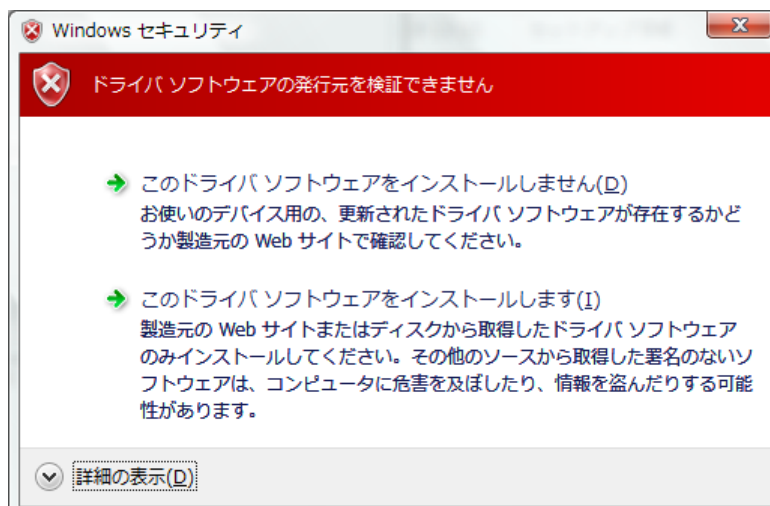 Windows セキュリティ
ドライバ ソフトウェアの発行元を検証できません
このドライバ ソフトウェアをインストールしません(D)
お使いのデバイス用の、更新されたドライバ ソフトウェアが存在するかど
うか製造元の Web サイトで確認してください。
このドライバ ソフトウェアをインストールします(I)
製造元の Web サイトまたはディスクから取得したドライバ ソフトウェア
のみインストールしてください。その他のソースから取得した署名のないソ
フトウェアは、コンピュータに危害を及ぼしたり、情報を盗んだりする可能
性があります。
詳細の表示(D)